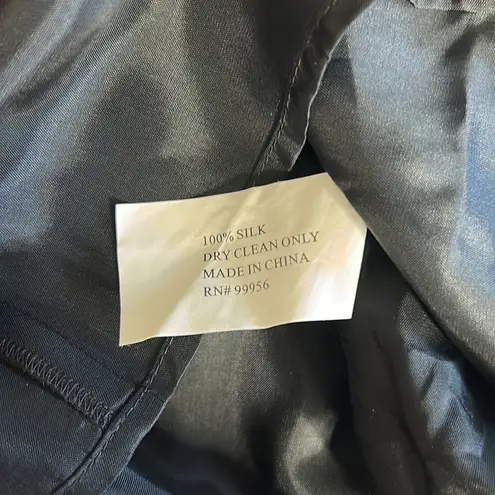 100% SILK
DRY CLEAN ONLY
MADE IN CHINA
RN# 99956